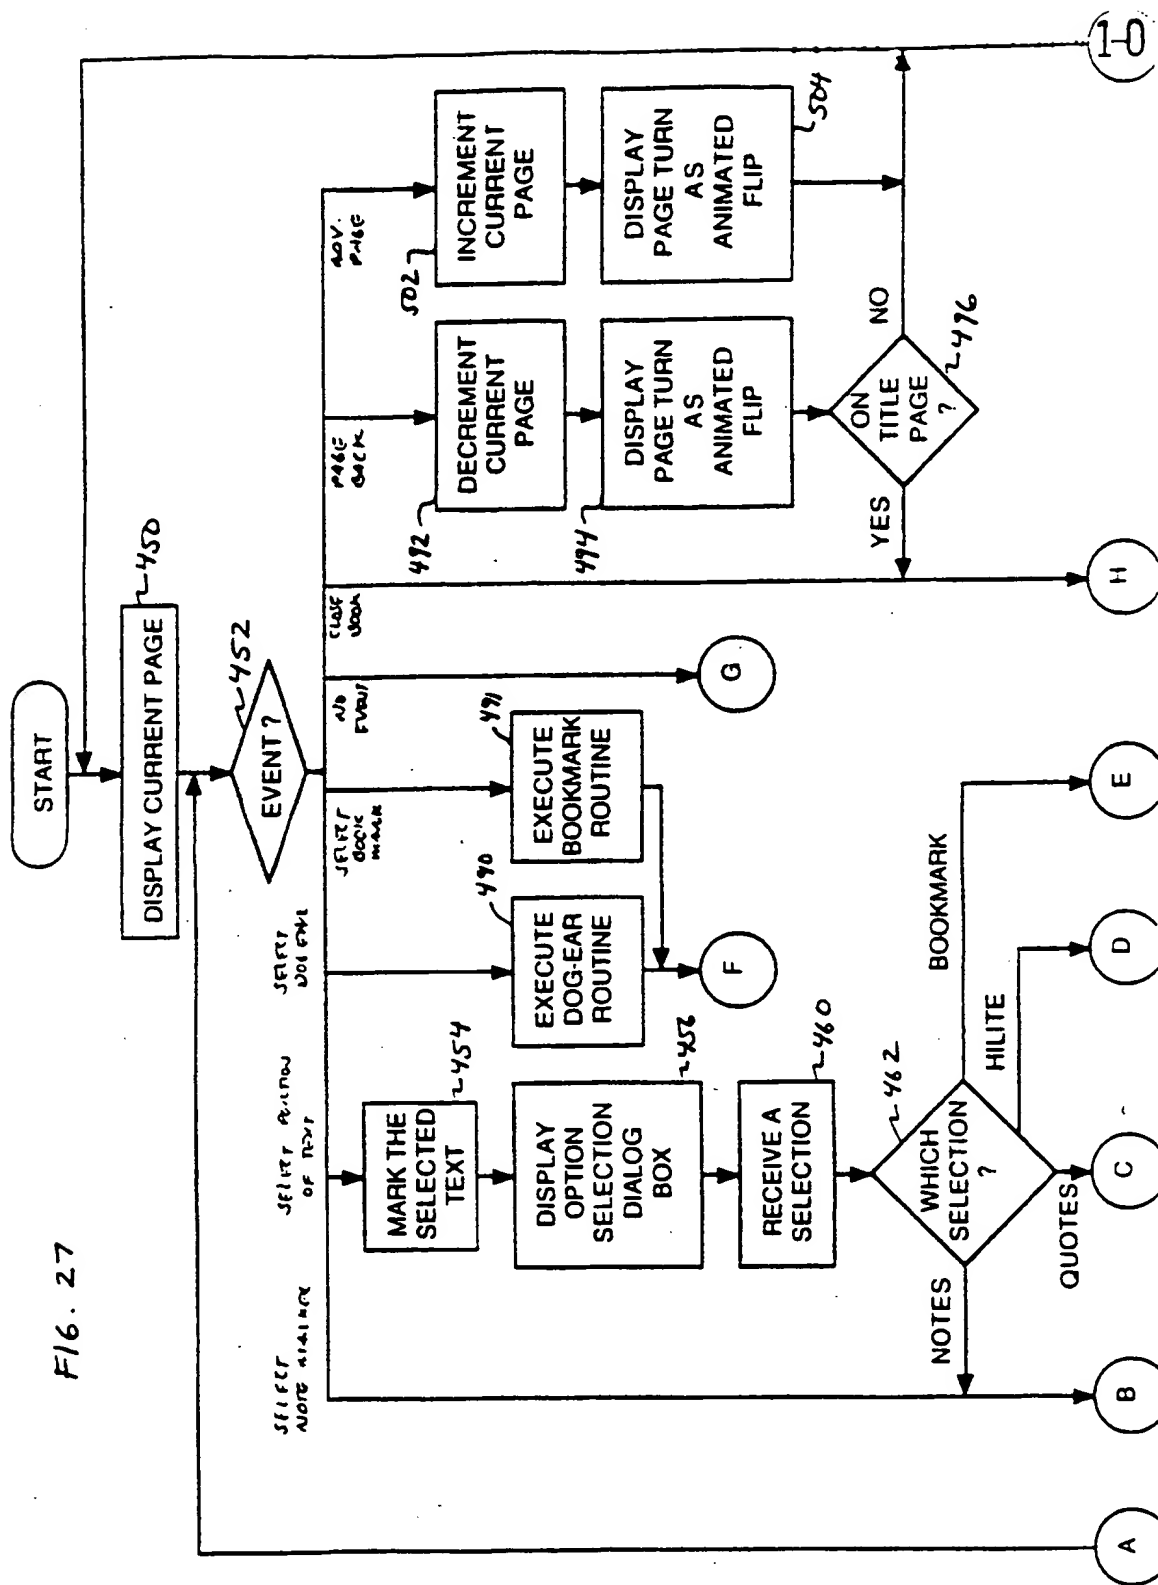 FIG. 27
START
DISPLAY CURRENT PAGE
450
EVENT?
452
SELECT
NOTE
SELECT PORTION
OF TEXT
SELECT
DOG EAR
SELECT
BOOK
MARK
NO
EVENT
CLOSE
BOOK
PAGE
BACK
ADV.
PAGE
MARK THE
SELECTED
TEXT
454
DISPLAY
OPTION
SELECTION
DIALOG
BOX
RECEIVE A
SELECTION
460
WHICH
SELECTION
?
462
NOTES
QUOTES
HILITE
BOOKMARK
EXECUTE
DOG-EAR
ROUTINE
490
EXECUTE
BOOKMARK
ROUTINE
491
F
G
DECREMENT
CURRENT
PAGE
492
DISPLAY
PAGE TURN
AS
ANIMATED
FLIP
494
ON
TITLE
PAGE
?
496
YES
NO
INCREMENT
CURRENT
PAGE
502
DISPLAY
PAGE TURN
AS
ANIMATED
FLIP
504
A
B
C
D
E
H
1-0